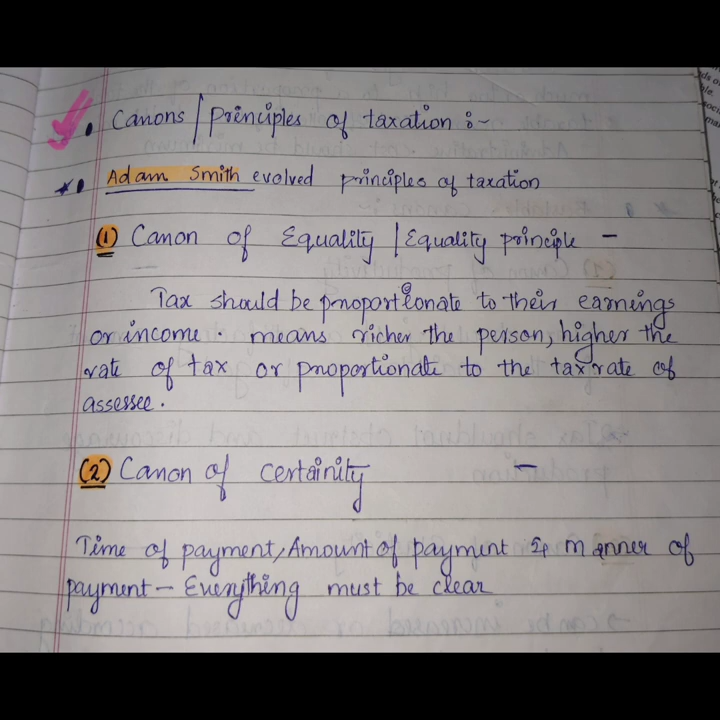 Canons / Principles of taxation :~
Adam Smith evolved principles of taxation
(1) Canon of Equality / Equality principle -
Tax should be proportionate to their earnings
or income. means richer the person, higher the
rate of tax or proportionate to the tax rate of
assessee.
(2) Canon of certainity -
Time of payment, Amount of payment & manner of
payment - Everything must be clear